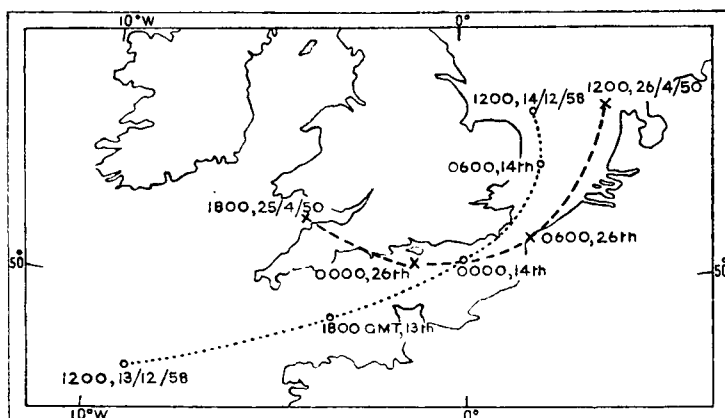 10°W 0°
1200, 14/12/58 1200, 26/4/50
0600, 14TH
1800, 25/4/50
0600, 26TH
50° 0000, 26TH 0000, 14TH 50°
1800 GMT, 13TH
1200, 13/12/58
10°W 0°